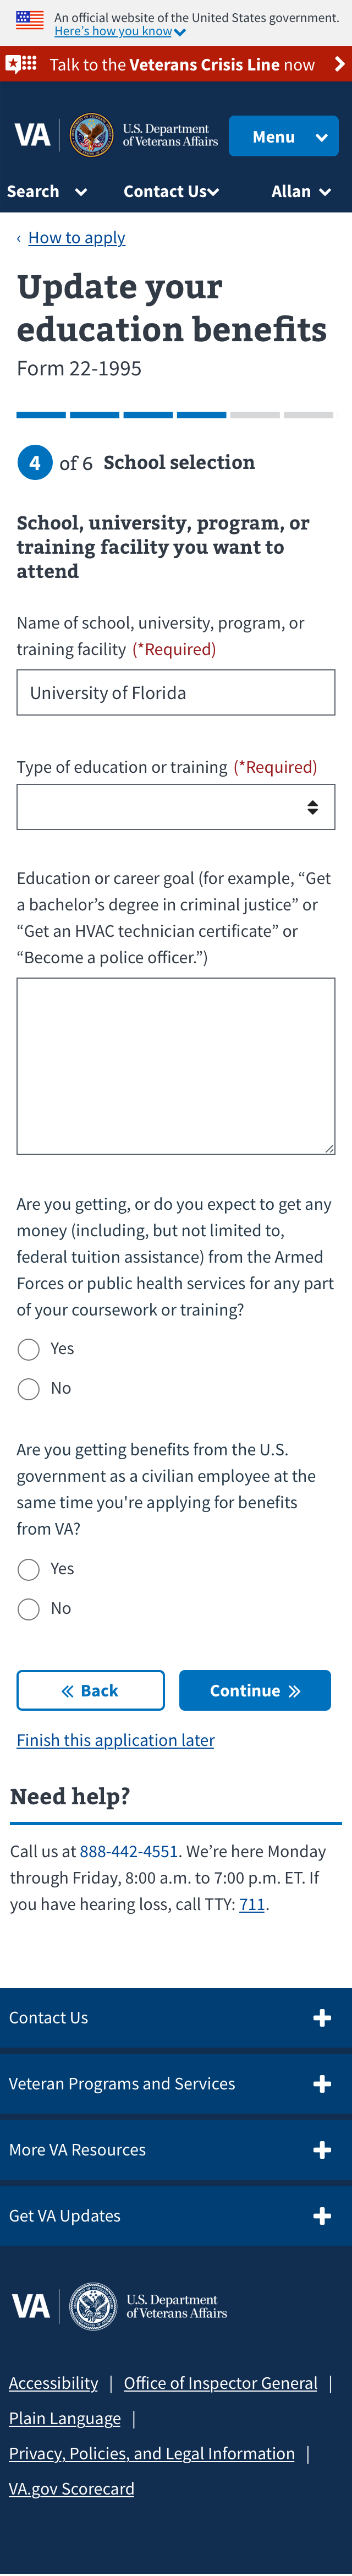 An official website of the United States government.
Here's how you know
Talk to the Veterans Crisis Line now
VA
U.S. Department
of Veterans Affairs
Menu
Search
Contact Us
Allan
‹ How to apply
Update your
education benefits
Form 22-1995
4 of 6 School selection
School, university, program, or
training facility you want to
attend
Name of school, university, program, or
training facility (*Required)
University of Florida
Type of education or training (*Required)
Education or career goal (for example, “Get
a bachelor’s degree in criminal justice” or
“Get an HVAC technician certificate” or
“Become a police officer.”)
Are you getting, or do you expect to get any
money (including, but not limited to,
federal tuition assistance) from the Armed
Forces or public health services for any part
of your coursework or training?
Yes
No
Are you getting benefits from the U.S.
government as a civilian employee at the
same time you're applying for benefits
from VA?
Yes
No
« Back
Continue »
Finish this application later
Need help?
Call us at 888-442-4551. We’re here Monday
through Friday, 8:00 a.m. to 7:00 p.m. ET. If
you have hearing loss, call TTY: 711.
Contact Us
Veteran Programs and Services
More VA Resources
Get VA Updates
VA
U.S. Department
of Veterans Affairs
Accessibility | Office of Inspector General |
Plain Language |
Privacy, Policies, and Legal Information |
VA.gov Scorecard